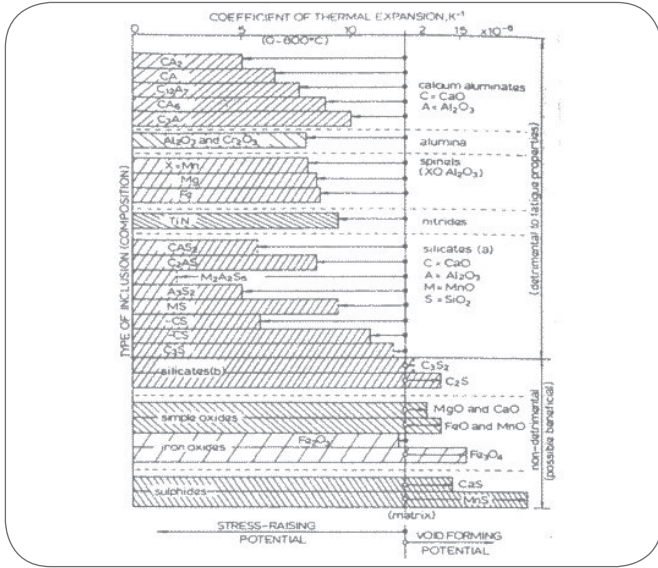 COEFFICIENT OF THERMAL EXPANSION, K⁻¹
0 5 10 2 15 ×10⁻⁶
(0-800°C)
TYPE OF INCLUSION (COMPOSITION)
CA₂
CA
C₁₂A₇
CA₆
C₃A
calcium aluminates
C = CaO
A = Al₂O₃
Al₂O₃ and Cr₂O₃
alumina
X = Mn
Mg
Fe
spinels
(XO Al₂O₃)
TiN
nitrides
CAS₂
C₂AS
M₂A₂S₅
A₃S₂
MS
CS
C₃S
silicates (a)
C = CaO
A = Al₂O₃
M = MnO
S = SiO₂
(detrimental to fatigue properties)
silicates(b)
C₃S₂
C₂S
simple oxides
MgO and CaO
FeO and MnO
iron oxides
Fe₂O₃
Fe₃O₄
sulphides
CaS
MnS
non-detrimental
(possible beneficial)
(matrix)
STRESS-RAISING
POTENTIAL
VOID FORMING
POTENTIAL